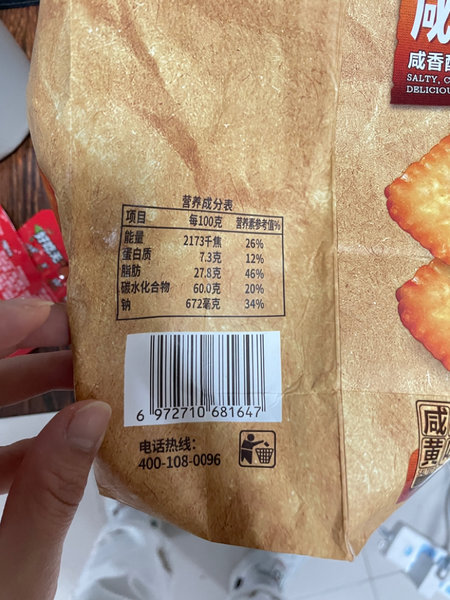 咸
咸香
SALTY, C
DELICIOU
营养成分表
项目 每100克 营养素参考值%
能量 2173千焦 26%
蛋白质 7.3克 12%
脂肪 27.8克 46%
碳水化合物 60.0克 20%
钠 672毫克 34%
6 972710 681647
电话热线:
400-108-0096
咸
黄